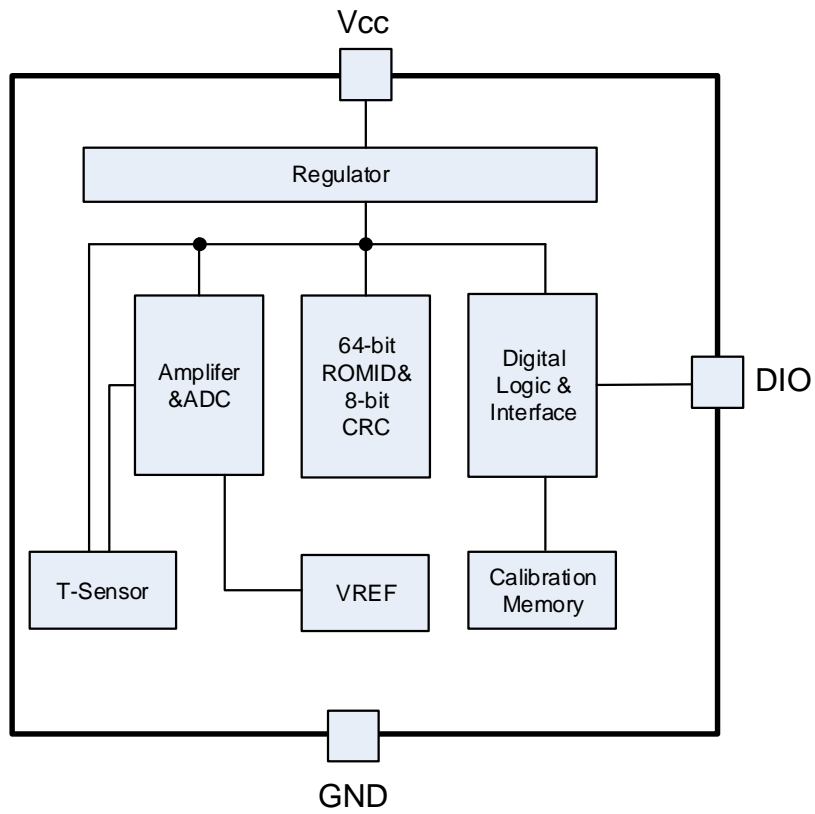 Vcc
Regulator
Amplifer
&ADC
64-bit
ROMID&
8-bit
CRC
Digital
Logic &
Interface
DIO
T-Sensor
VREF
Calibration
Memory
GND